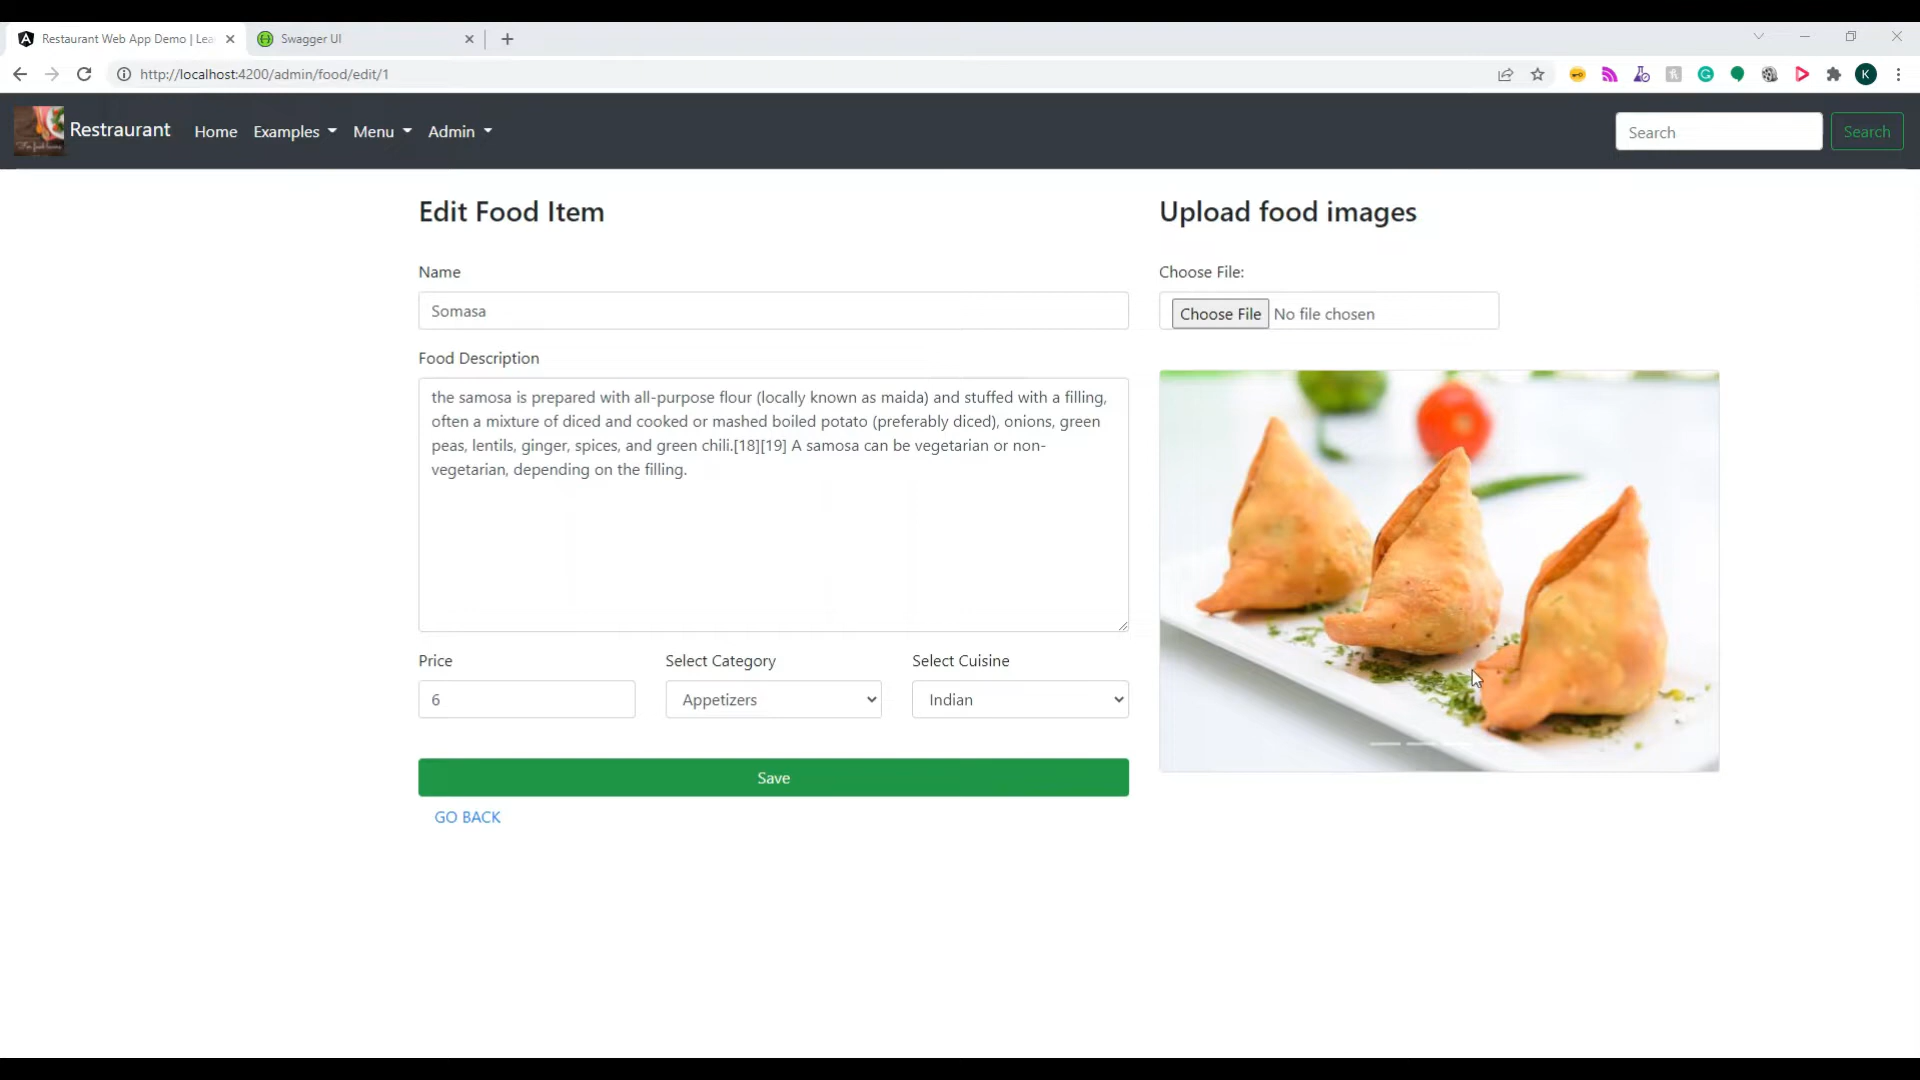 Restaurant Web App Demo | Lea
Swagger UI
http://localhost:4200/admin/food/edit/1
K
Restraurant
Home
Examples
Menu
Admin
Search
Search
Edit Food Item
Upload food images
Name
Choose File:
Somasa
Choose File No file chosen
Food Description
the samosa is prepared with all-purpose flour (locally known as maida) and stuffed with a filling,
often a mixture of diced and cooked or mashed boiled potato (preferably diced), onions, green
peas, lentils, ginger, spices, and green chili.[18][19] A samosa can be vegetarian or non-
vegetarian, depending on the filling.
Price
Select Category
Select Cuisine
6
Appetizers
Indian
Save
GO BACK